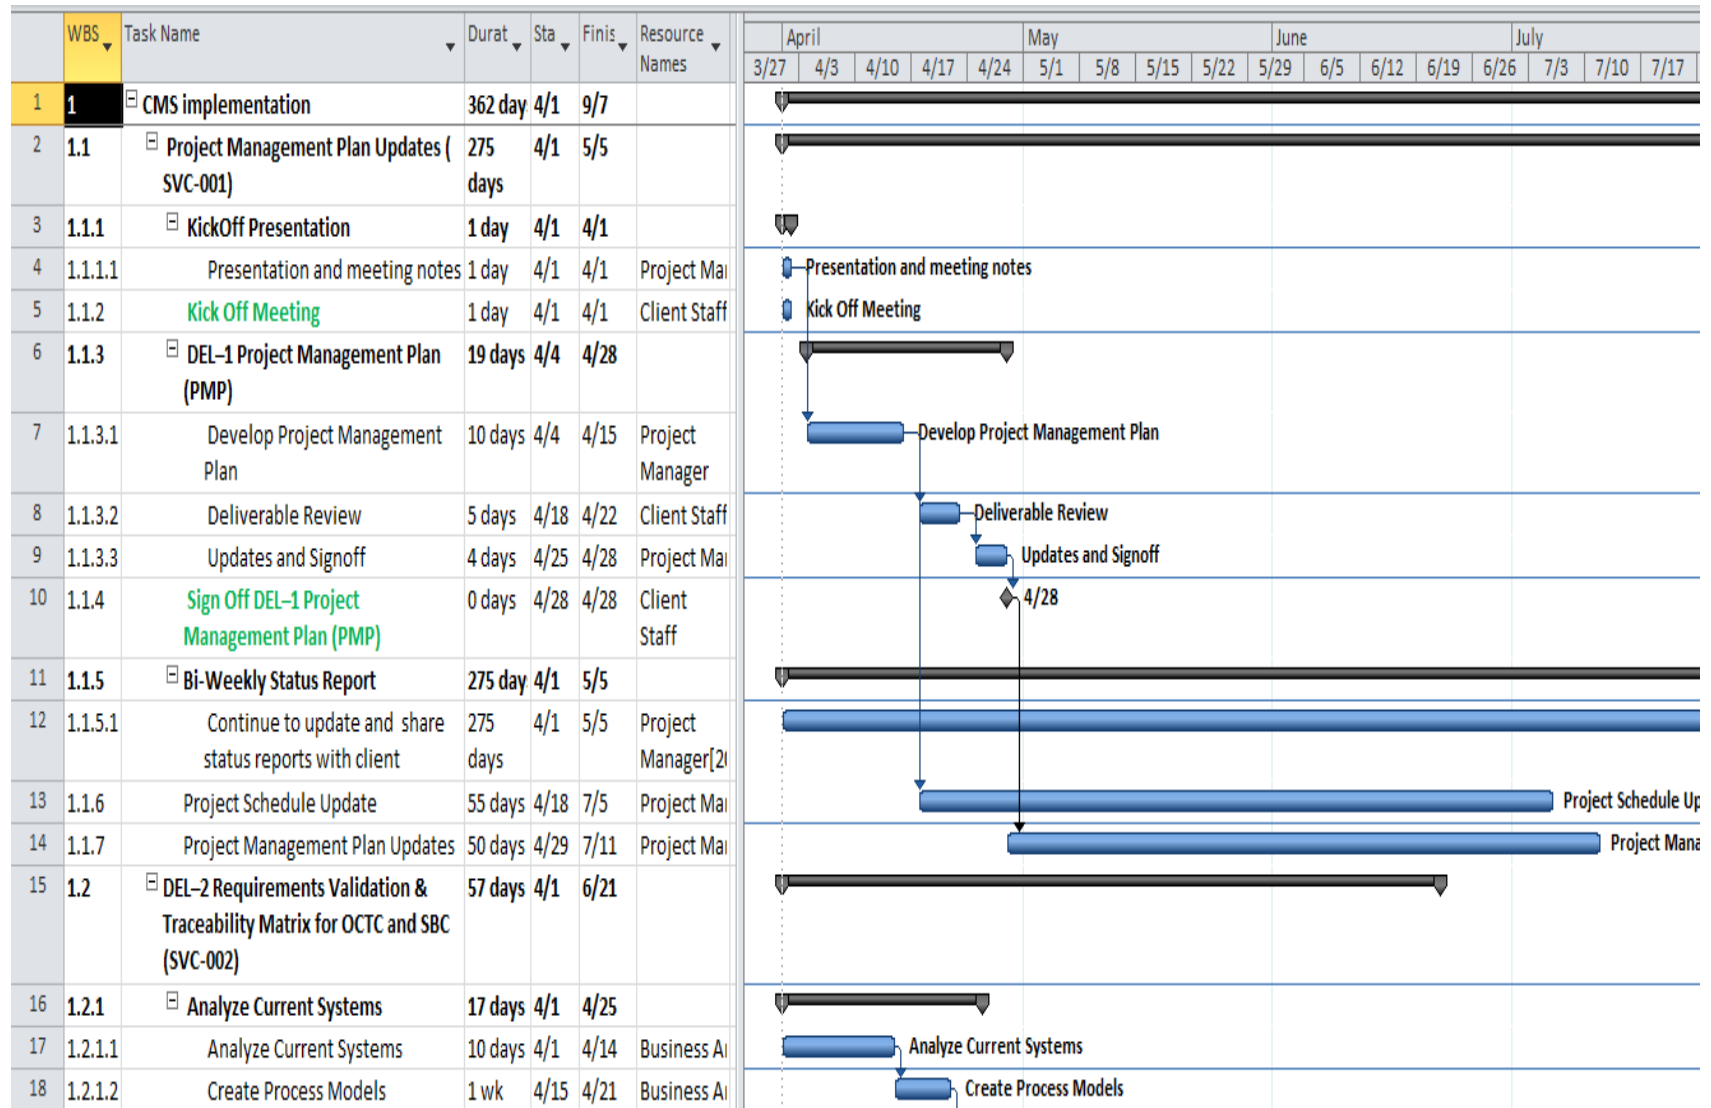 WBS Task Name Durat Sta Finis Resource Names
April May June July
3/27 4/3 4/10 4/17 4/24 5/1 5/8 5/15 5/22 5/29 6/5 6/12 6/19 6/26 7/3 7/10 7/17
1 1 CMS implementation 362 day 4/1 9/7
2 1.1 Project Management Plan Updates ( 275 4/1 5/5
SVC-001) days
3 1.1.1 KickOff Presentation 1 day 4/1 4/1
4 1.1.1.1 Presentation and meeting notes 1 day 4/1 4/1 Project Ma Presentation and meeting notes
5 1.1.2 Kick Off Meeting 1 day 4/1 4/1 Client Staff Kick Off Meeting
6 1.1.3 DEL–1 Project Management Plan 19 days 4/4 4/28
(PMP)
7 1.1.3.1 Develop Project Management 10 days 4/4 4/15 Project Develop Project Management Plan
Plan Manager
8 1.1.3.2 Deliverable Review 5 days 4/18 4/22 Client Staff Deliverable Review
9 1.1.3.3 Updates and Signoff 4 days 4/25 4/28 Project Ma Updates and Signoff
10 1.1.4 Sign Off DEL–1 Project 0 days 4/28 4/28 Client 4/28
Management Plan (PMP) Staff
11 1.1.5 Bi-Weekly Status Report 275 day 4/1 5/5
12 1.1.5.1 Continue to update and share 275 4/1 5/5 Project
status reports with client days Manager[20
13 1.1.6 Project Schedule Update 55 days 4/18 7/5 Project Ma Project Schedule Up
14 1.1.7 Project Management Plan Updates 50 days 4/29 7/11 Project Ma Project Mana
15 1.2 DEL–2 Requirements Validation & 57 days 4/1 6/21
Traceability Matrix for OCTC and SBC
(SVC-002)
16 1.2.1 Analyze Current Systems 17 days 4/1 4/25
17 1.2.1.1 Analyze Current Systems 10 days 4/1 4/14 Business A Analyze Current Systems
18 1.2.1.2 Create Process Models 1 wk 4/15 4/21 Business A Create Process Models